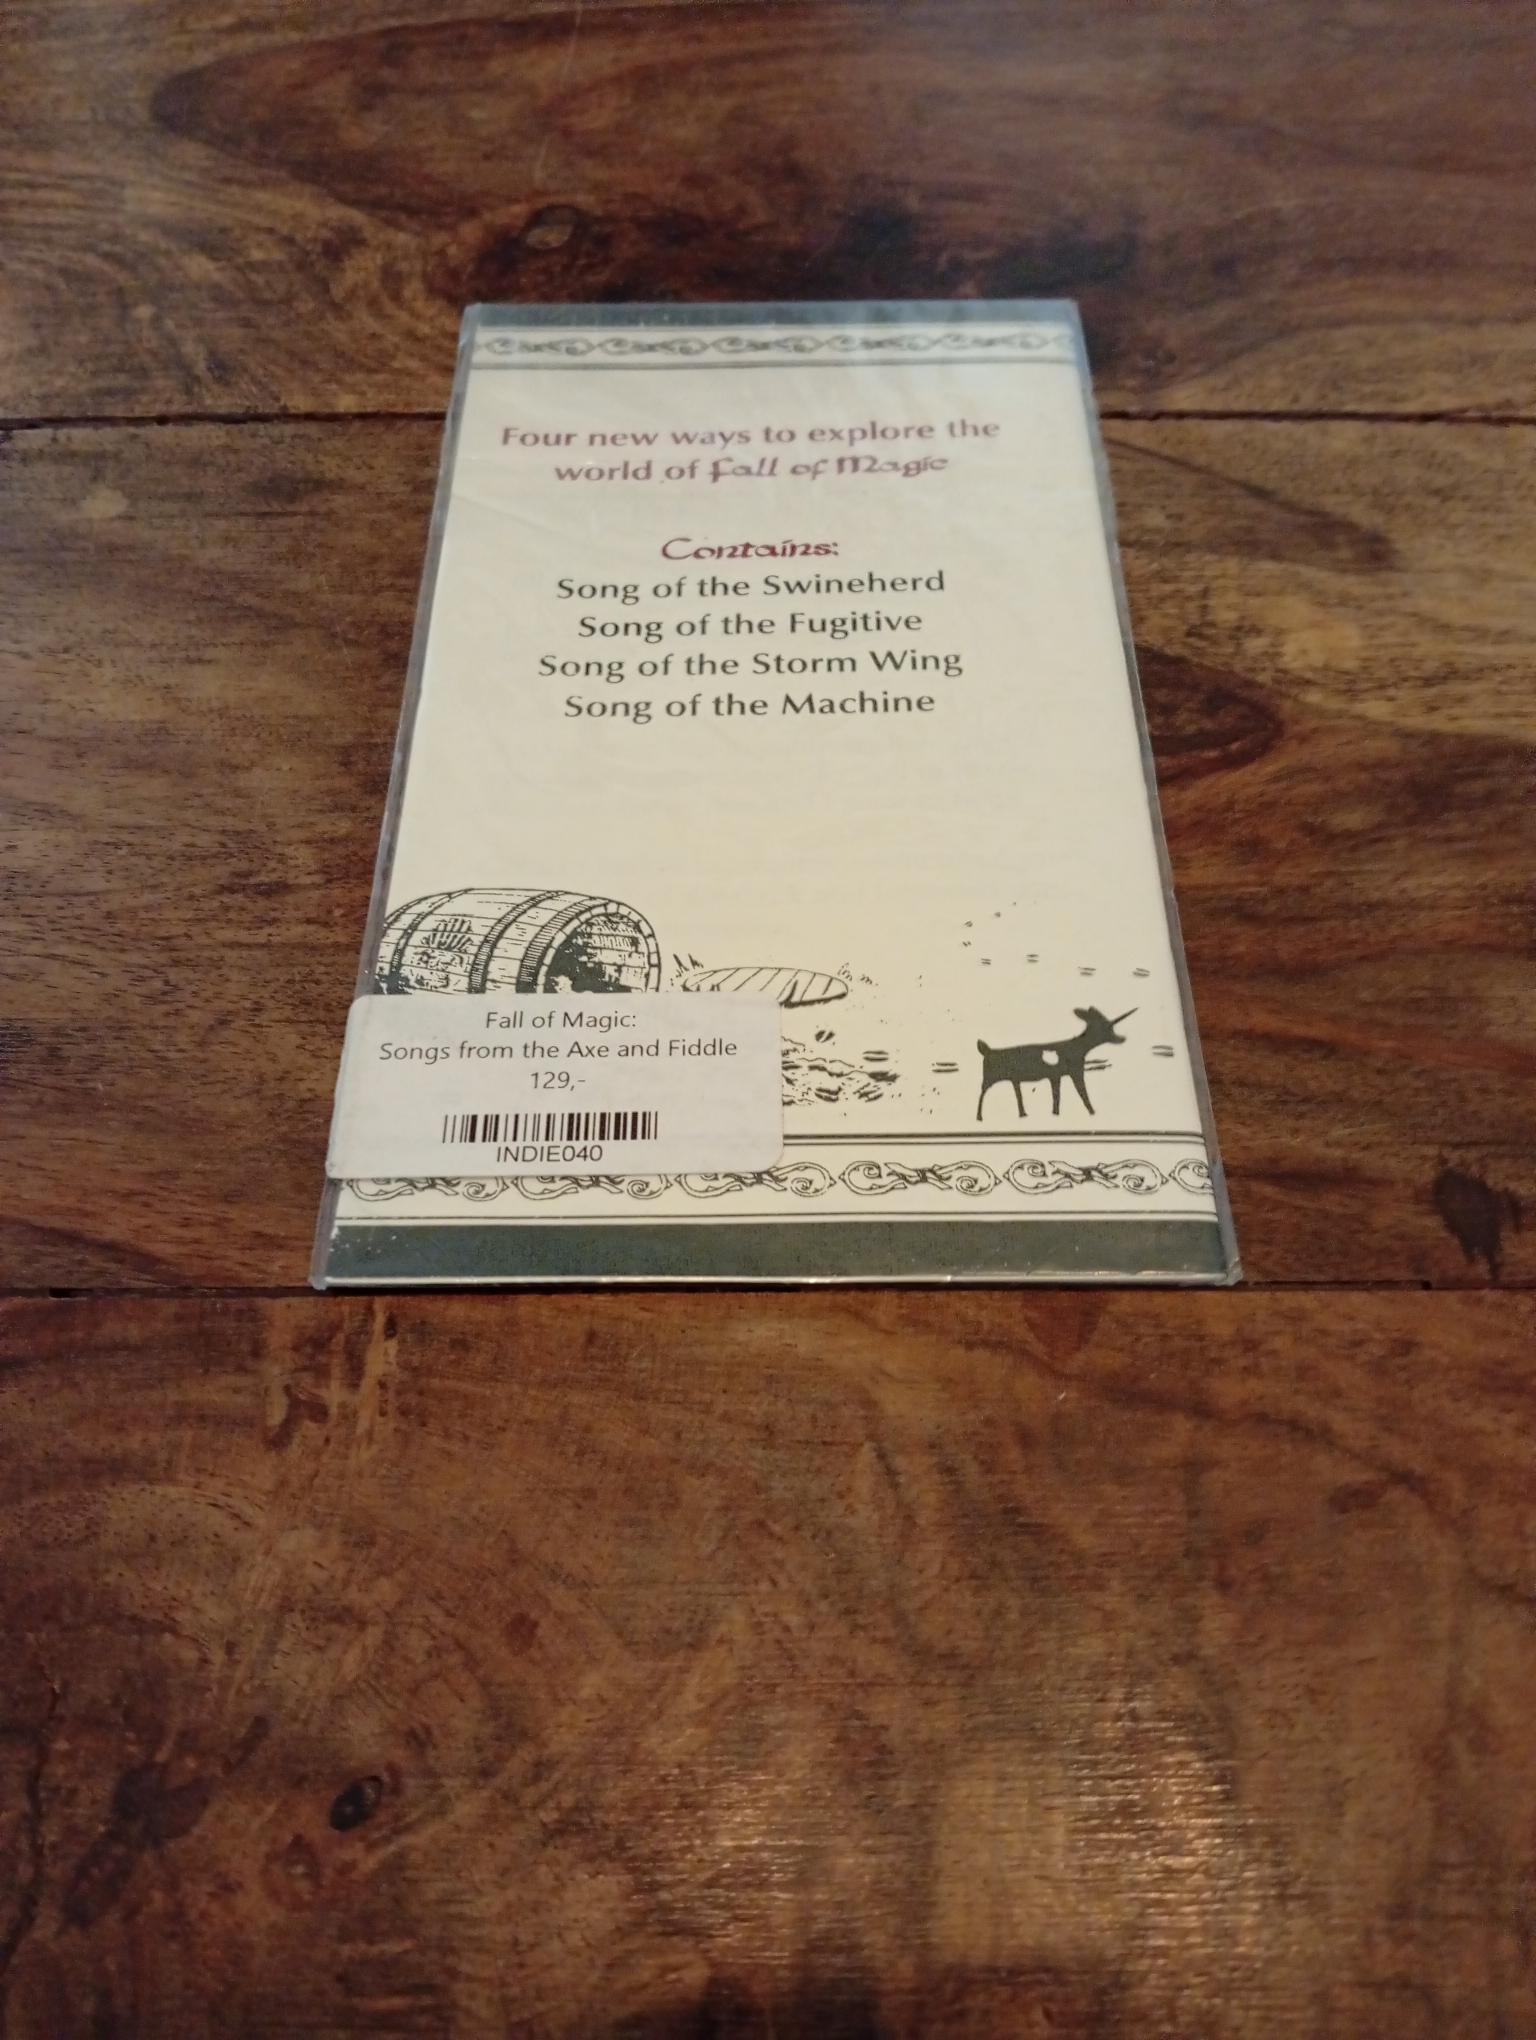 Four new ways to explore the
world of Fall of Magic
Contains:
Song of the Swineherd
Song of the Fugitive
Song of the Storm Wing
Song of the Machine
Fall of Magic:
Songs from the Axe and Fiddle
129,-
INDIE040